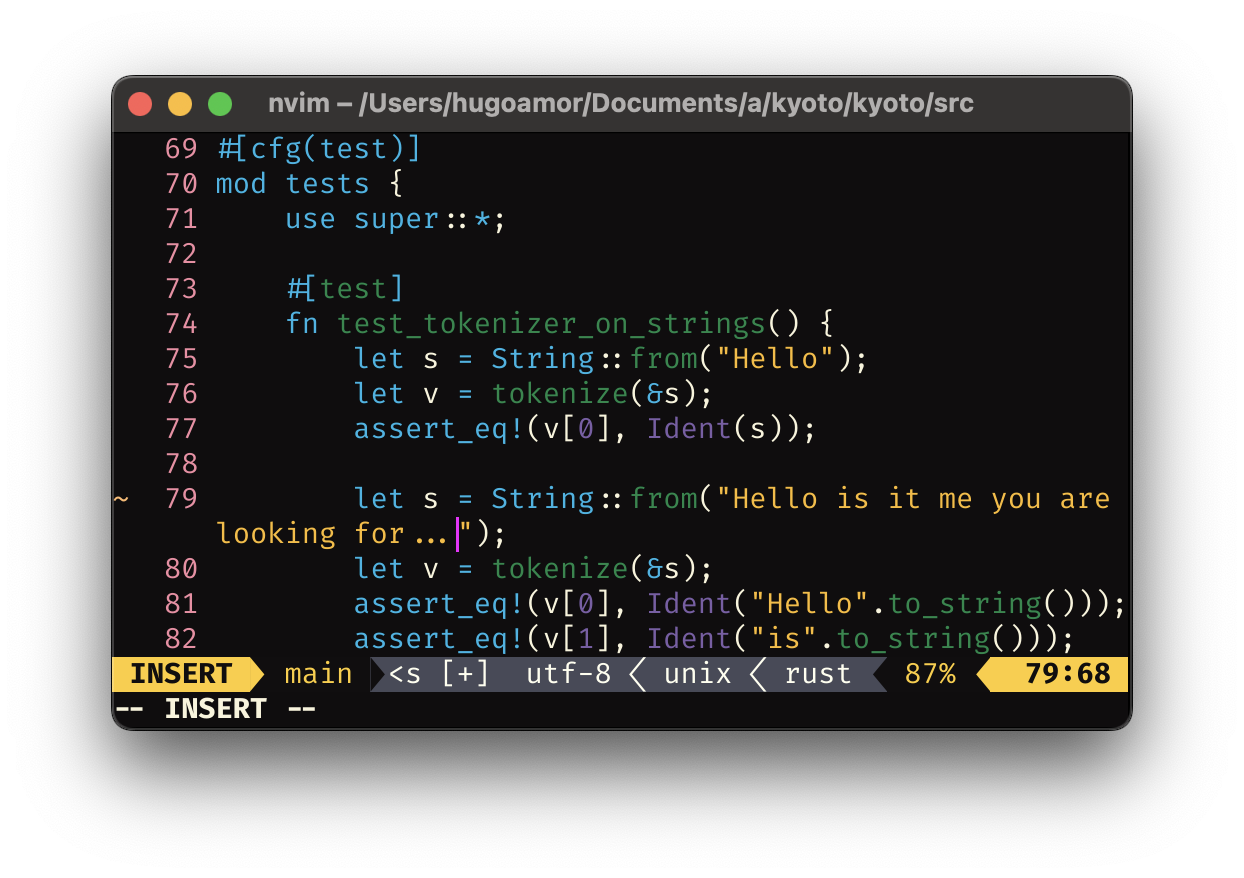 nvim – /Users/hugoamor/Documents/a/kyoto/kyoto/src
69 #[cfg(test)]
70 mod tests {
71     use super::*;
72
73     #[test]
74     fn test_tokenizer_on_strings() {
75         let s = String::from("Hello");
76         let v = tokenize(&s);
77         assert_eq!(v[0], Ident(s));
78
~ 79         let s = String::from("Hello is it me you are
looking for...");
80         let v = tokenize(&s);
81         assert_eq!(v[0], Ident("Hello".to_string()));
82         assert_eq!(v[1], Ident("is".to_string()));
INSERT main <s [+] utf-8 unix rust 87% 79:68
-- INSERT --